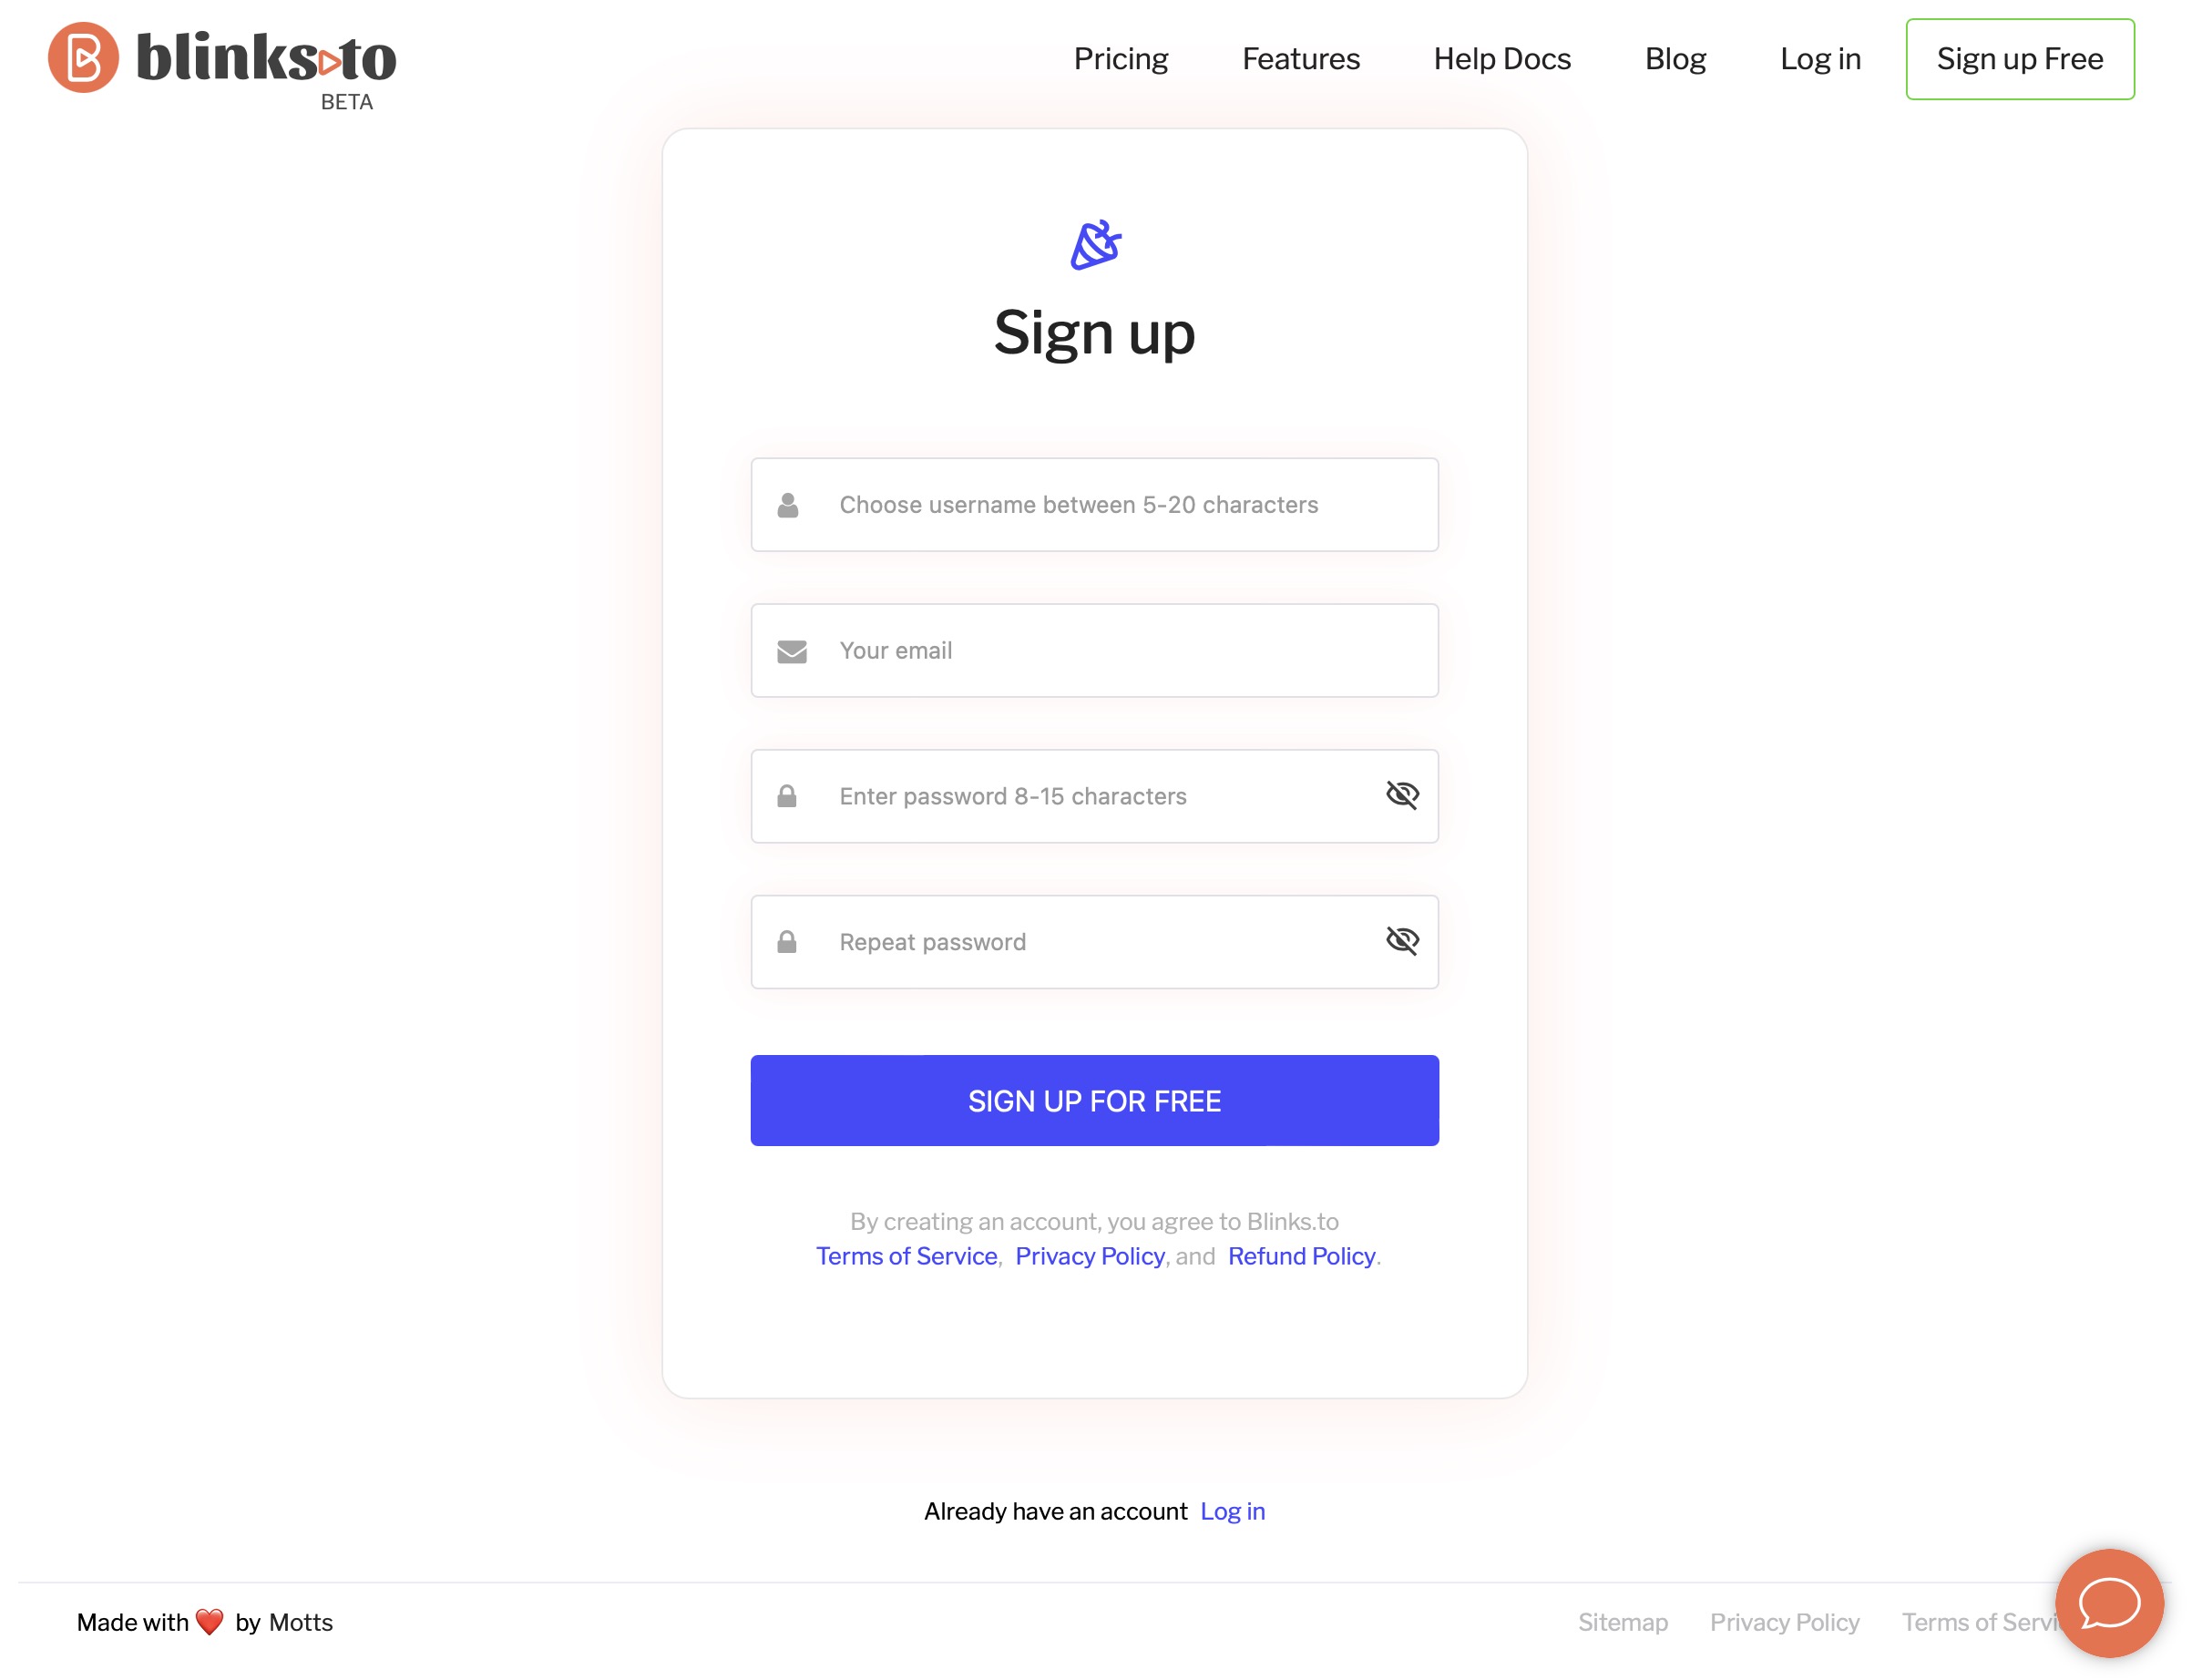 blinks.to
BETA
Pricing Features Help Docs Blog Log in Sign up Free
Sign up
Choose username between 5-20 characters
Your email
Enter password 8-15 characters
Repeat password
SIGN UP FOR FREE
By creating an account, you agree to Blinks.to
Terms of Service, Privacy Policy, and Refund Policy.
Already have an account Log in
Made with ❤️ by Motts
Sitemap Privacy Policy Terms of